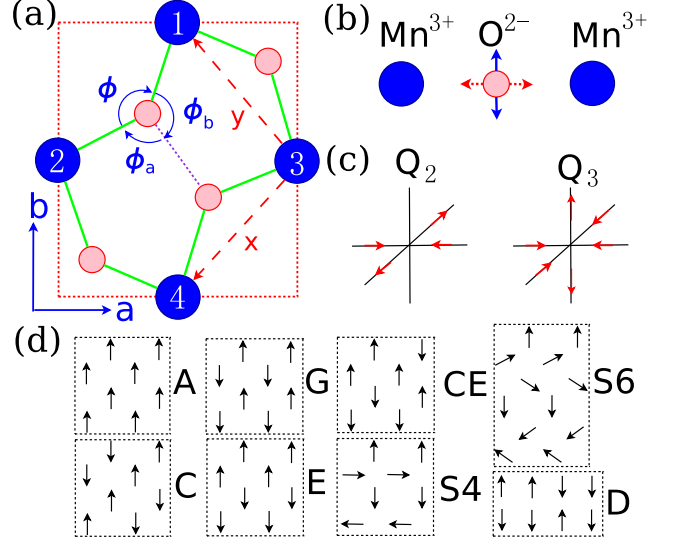 (a)
1
ϕ
ϕb
y
2
ϕa
3
b
x
4
a
(b)
Mn³⁺ O²⁻ Mn³⁺
(c)
Q₂ Q₃
(d)
A G CE S6
C E S4 D